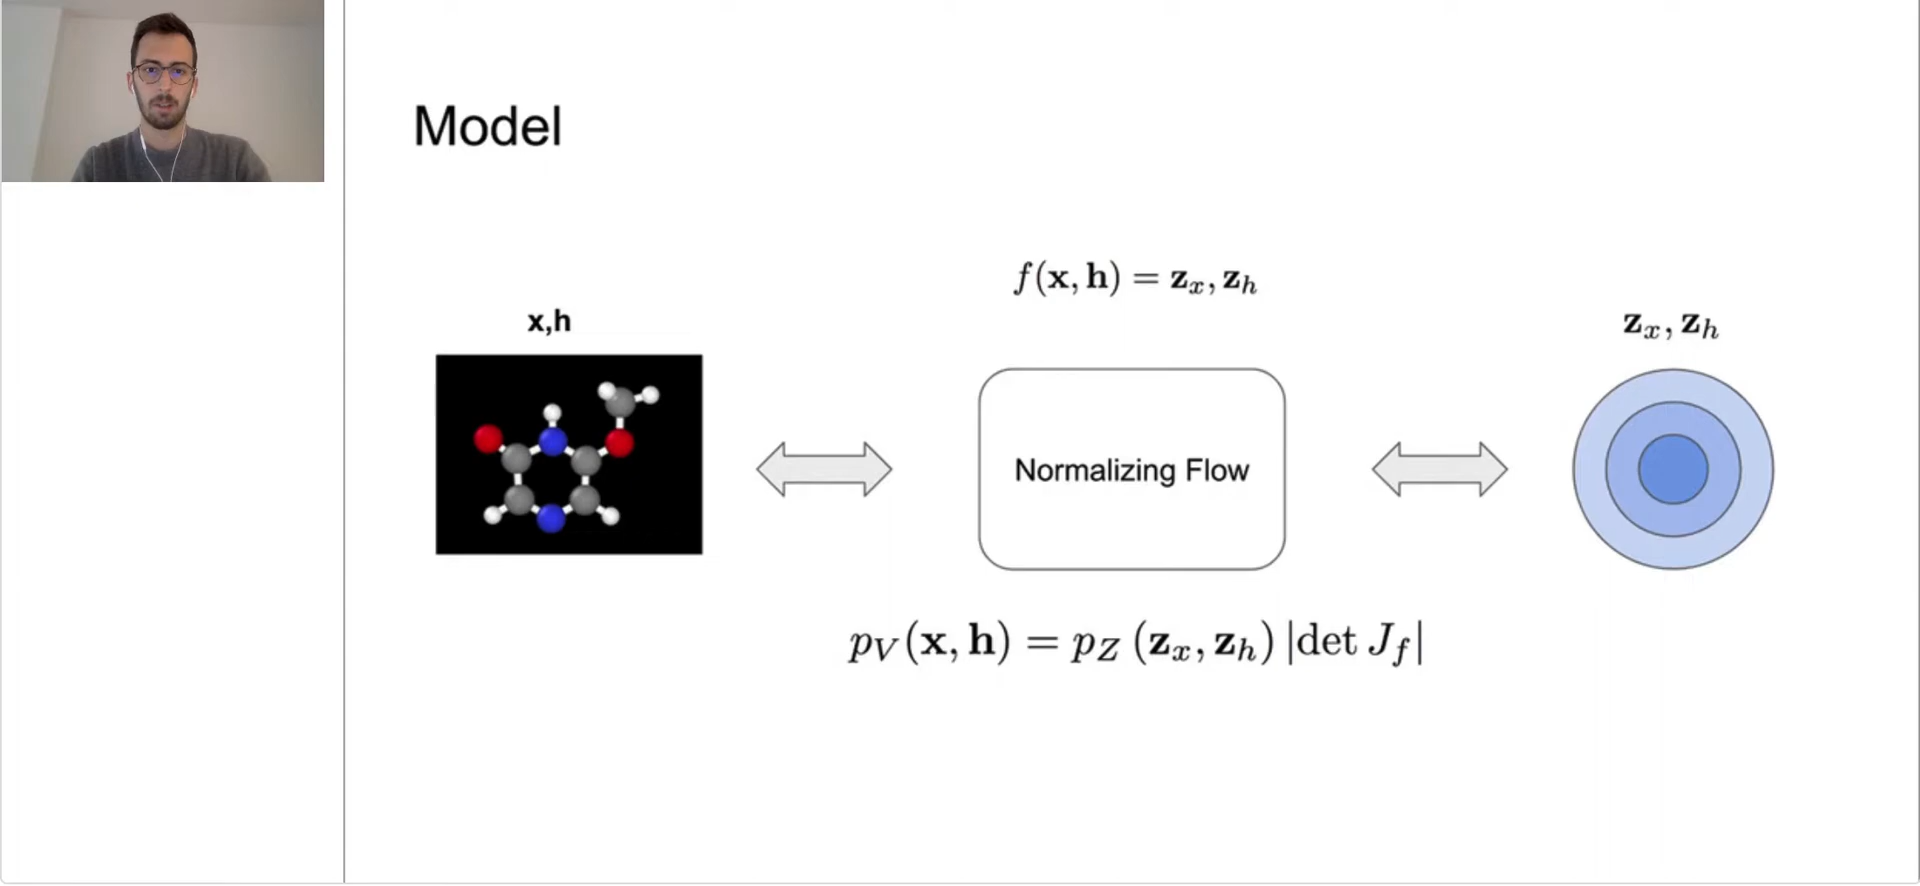 Model
f(x, h) = z_x, z_h
x,h
z_x, z_h
Normalizing Flow
p_V(x, h) = p_Z (z_x, z_h) |det J_f|